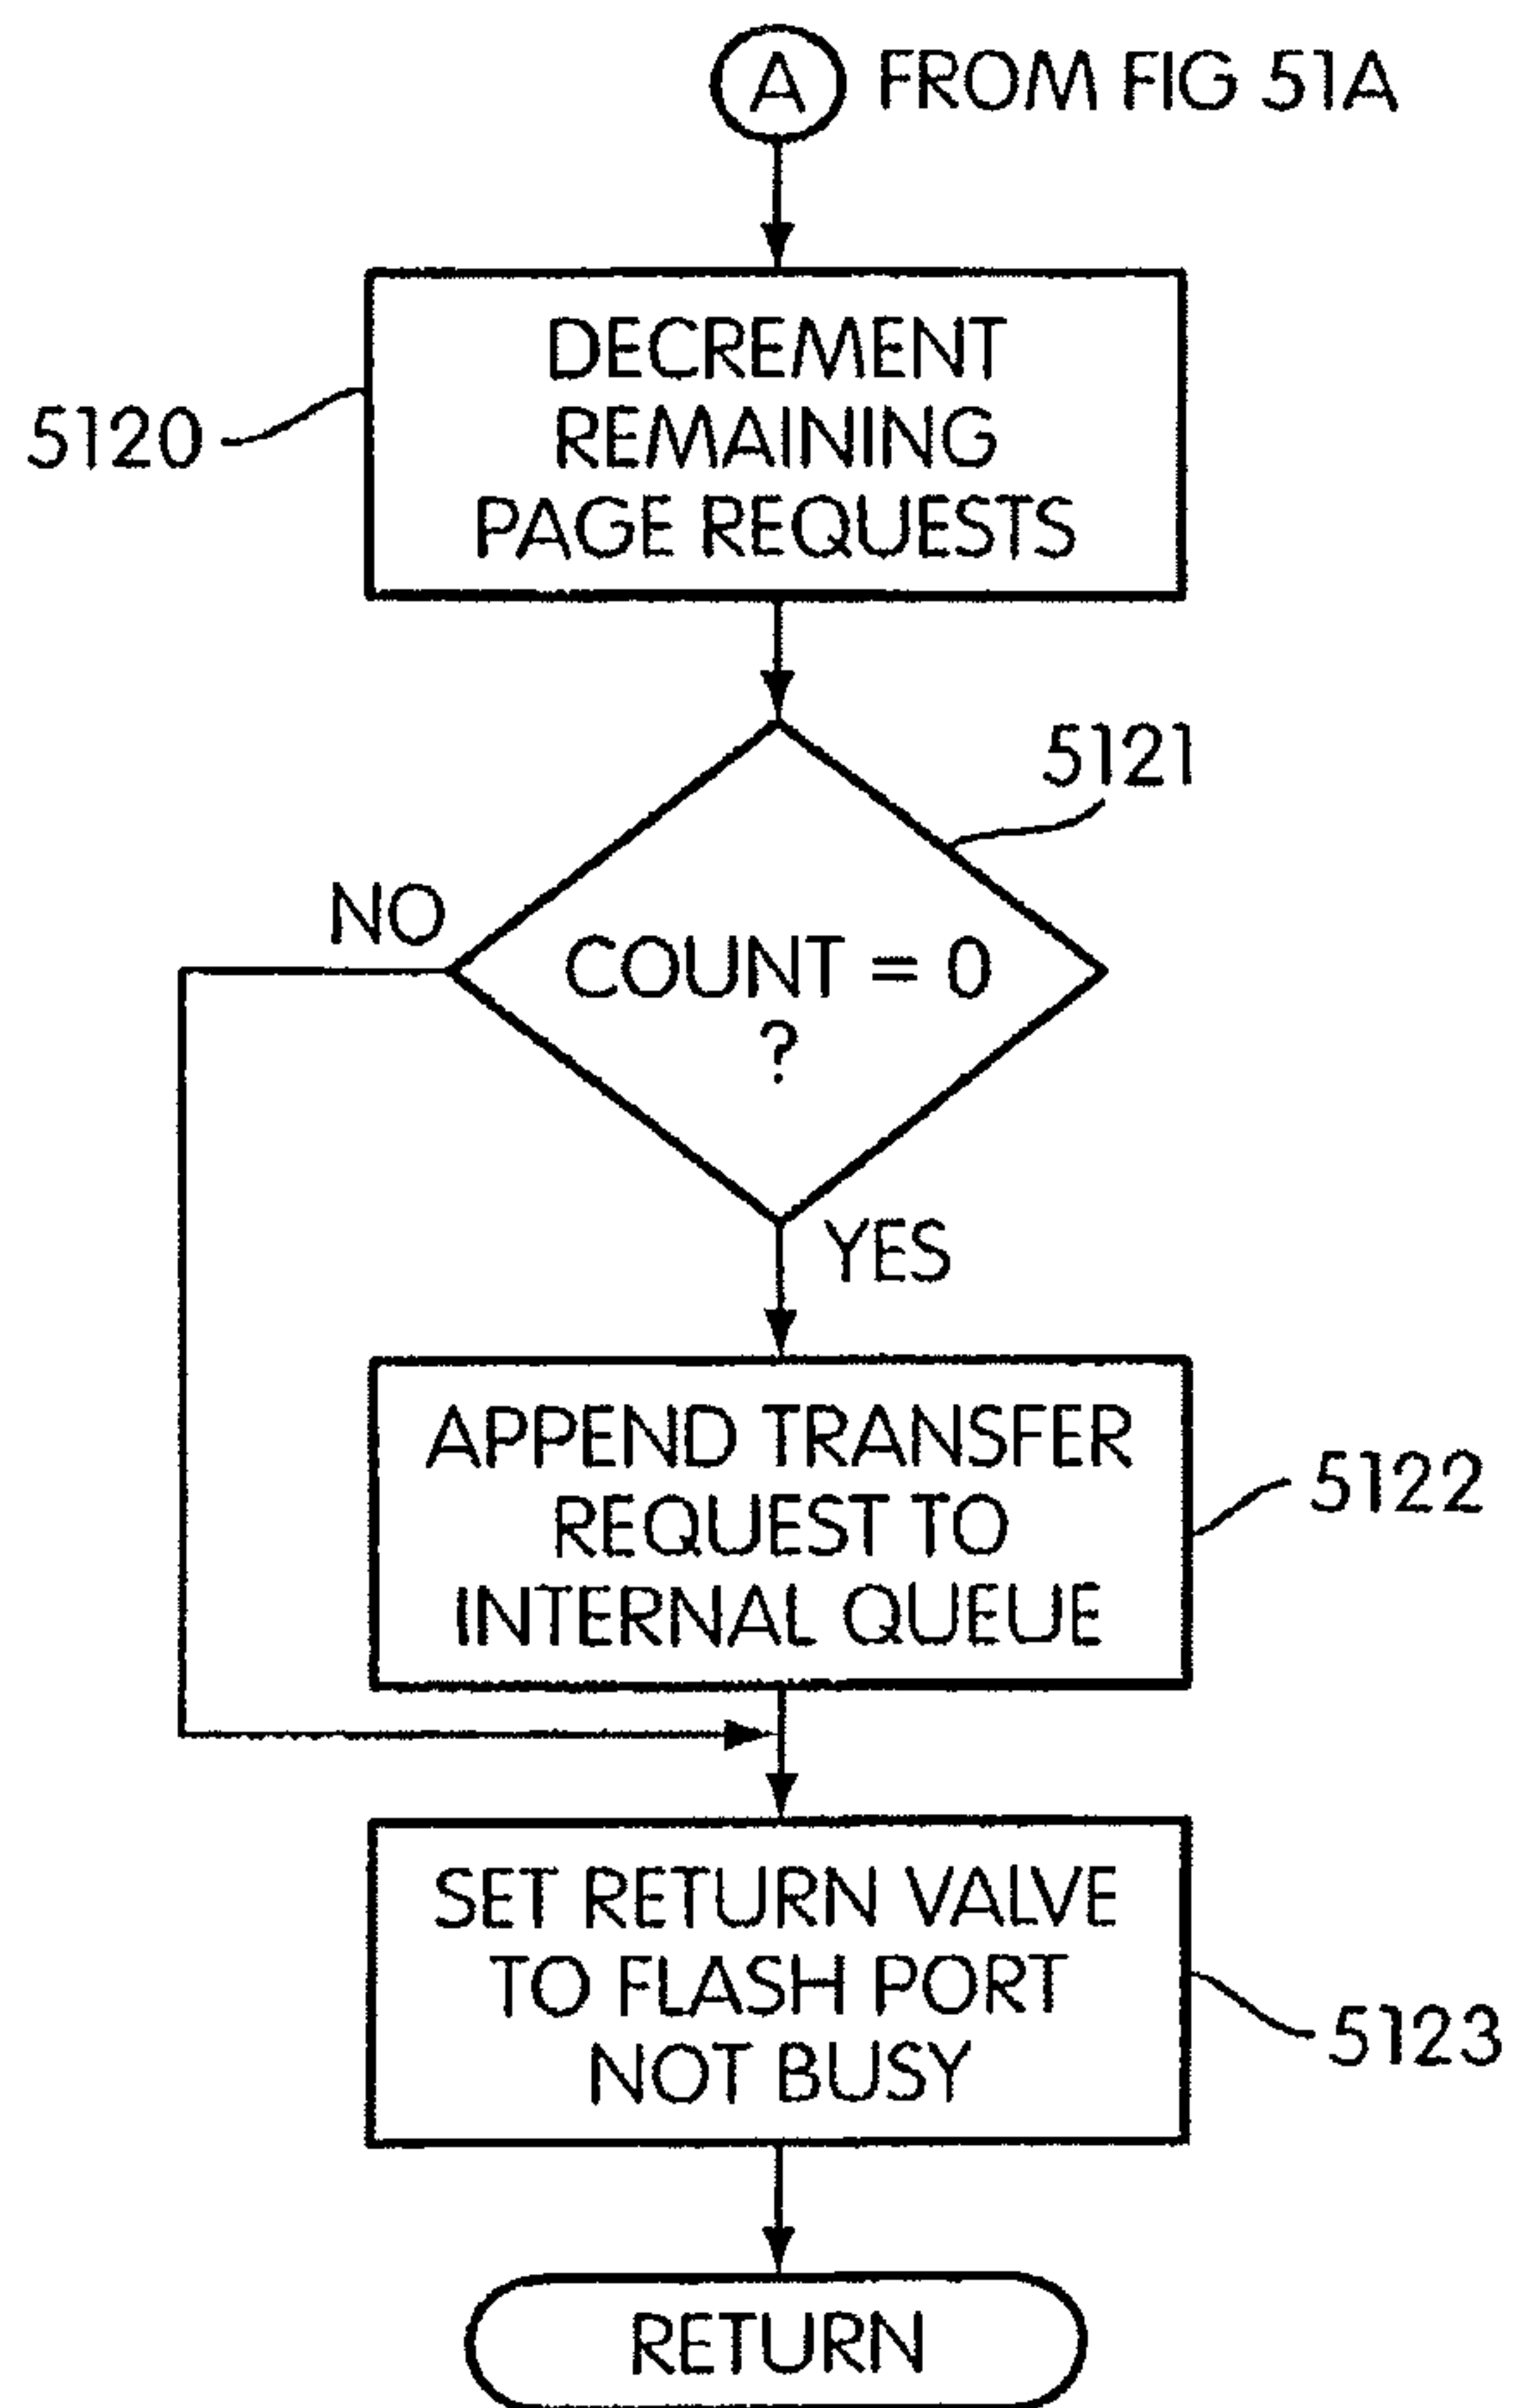 A FROM FIG 51A
DECREMENT
REMAINING
PAGE REQUESTS
5120
5121
NO
COUNT = 0
?
YES
APPEND TRANSFER
REQUEST TO
INTERNAL QUEUE
5122
SET RETURN VALVE
TO FLASH PORT
NOT BUSY
5123
RETURN